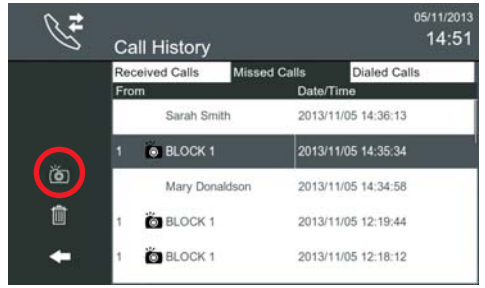 05/11/2013
14:51
Call History
Received Calls Missed Calls Dialed Calls
From Date/Time
Sarah Smith 2013/11/05 14:36:13
1 BLOCK 1 2013/11/05 14:35:34
Mary Donaldson 2013/11/05 14:34:58
1 BLOCK 1 2013/11/05 12:19:44
1 BLOCK 1 2013/11/05 12:18:12